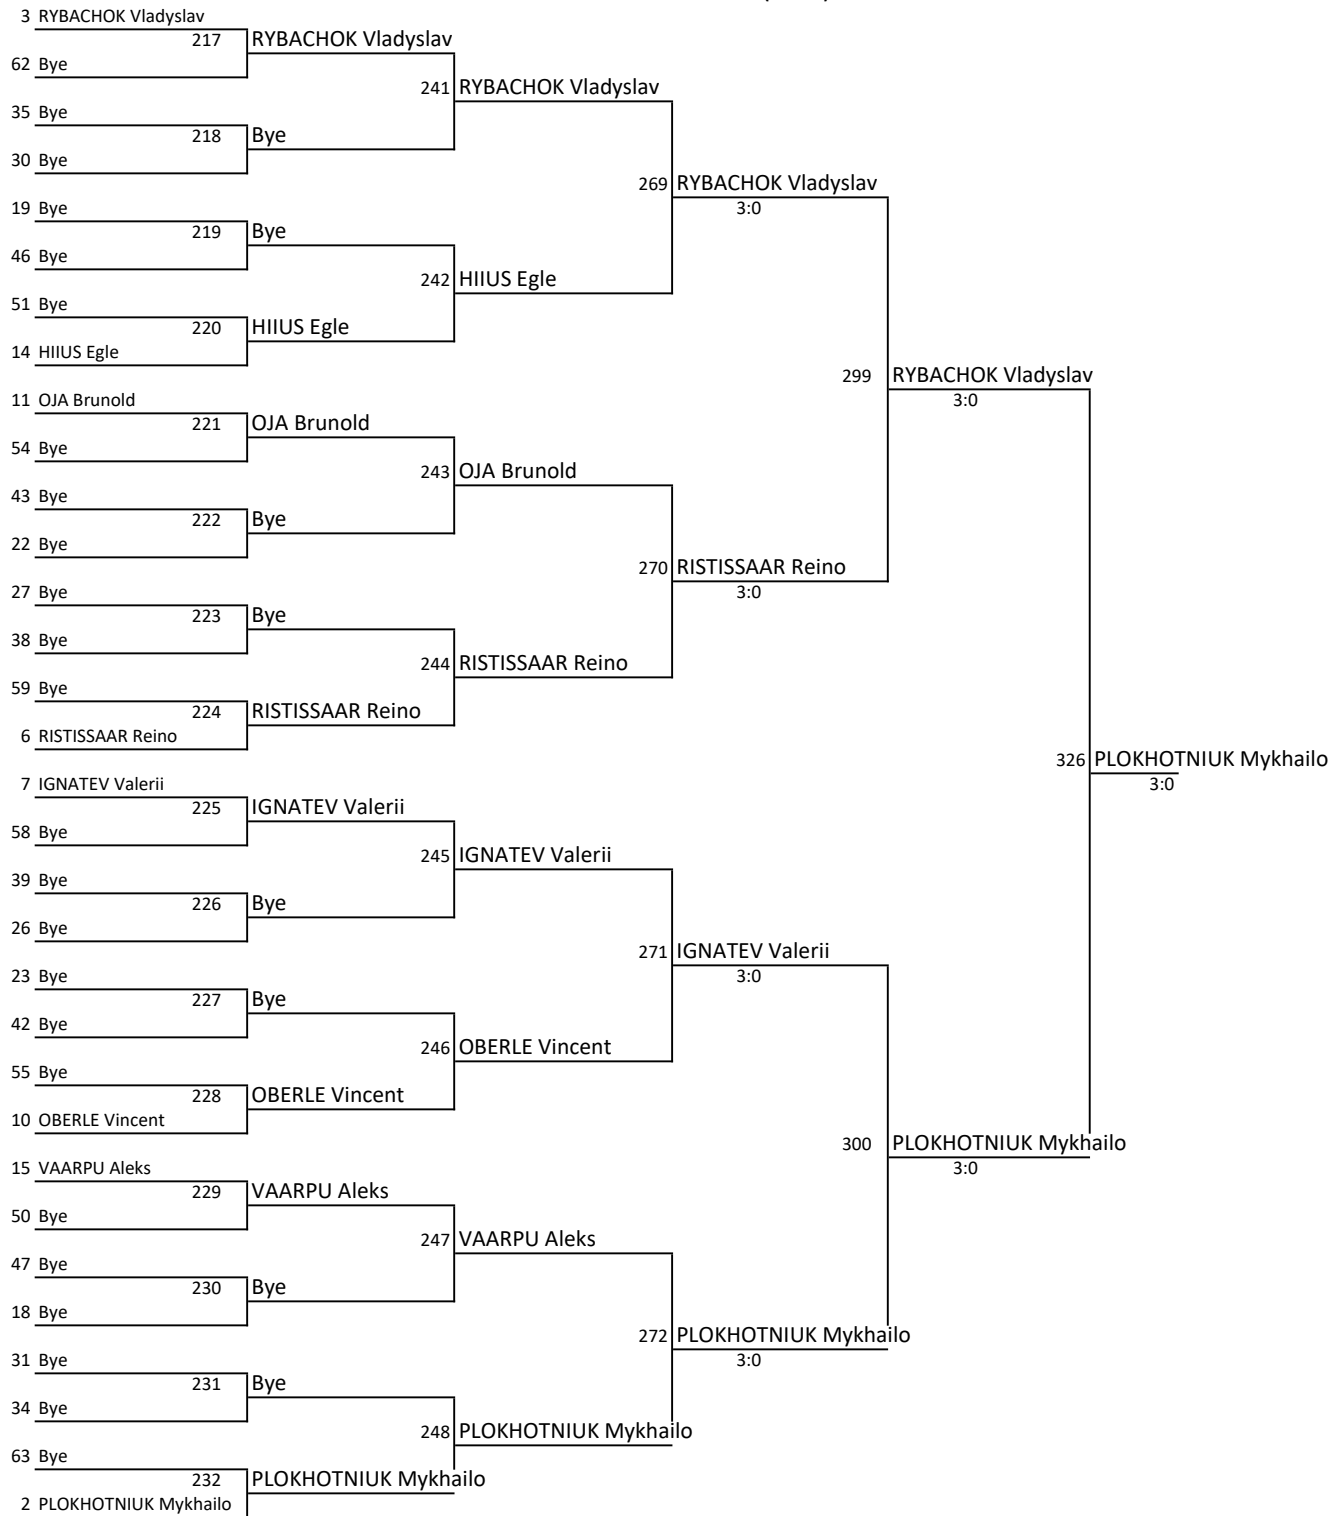 3 RYBACHOK Vladyslav
217 RYBACHOK Vladyslav
62 Bye
241 RYBACHOK Vladyslav
35 Bye
218 Bye
30 Bye
269 RYBACHOK Vladyslav
3:0
19 Bye
219 Bye
46 Bye
242 HIIUS Egle
51 Bye
220 HIIUS Egle
14 HIIUS Egle
299 RYBACHOK Vladyslav
3:0
11 OJA Brunold
221 OJA Brunold
54 Bye
243 OJA Brunold
43 Bye
222 Bye
22 Bye
270 RISTISSAAR Reino
3:0
27 Bye
223 Bye
38 Bye
244 RISTISSAAR Reino
59 Bye
224 RISTISSAAR Reino
6 RISTISSAAR Reino
326 PLOKHOTNIUK Mykhailo
3:0
7 IGNATEV Valerii
225 IGNATEV Valerii
58 Bye
245 IGNATEV Valerii
39 Bye
226 Bye
26 Bye
271 IGNATEV Valerii
3:0
23 Bye
227 Bye
42 Bye
246 OBERLE Vincent
55 Bye
228 OBERLE Vincent
10 OBERLE Vincent
300 PLOKHOTNIUK Mykhailo
3:0
15 VAARPU Aleks
229 VAARPU Aleks
50 Bye
247 VAARPU Aleks
47 Bye
230 Bye
18 Bye
272 PLOKHOTNIUK Mykhailo
3:0
31 Bye
231 Bye
34 Bye
248 PLOKHOTNIUK Mykhailo
63 Bye
232 PLOKHOTNIUK Mykhailo
2 PLOKHOTNIUK Mykhailo